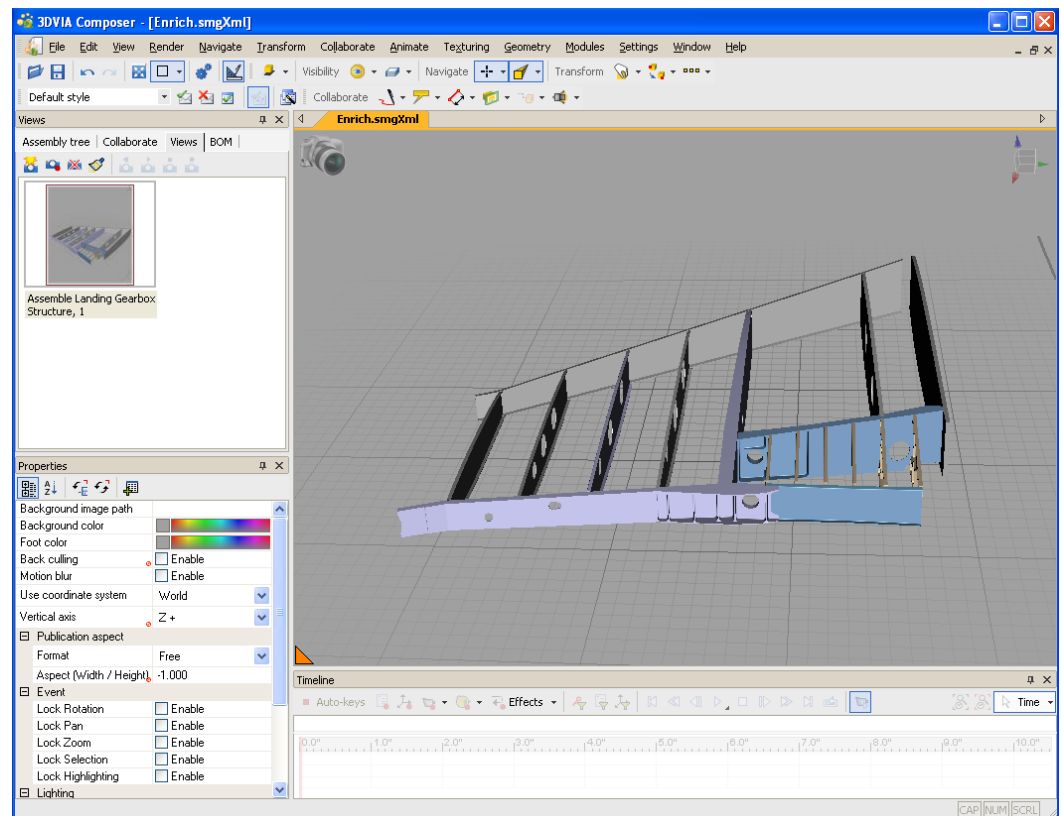 3DVIA Composer - [Enrich.smgXml]
File Edit View Render Navigate Transform Collaborate Animate Texturing Geometry Modules Settings Window Help
Visibility Navigate Transform
Default style Collaborate
Views
Enrich.smgXml
Assembly tree Collaborate Views BOM
Assemble Landing Gearbox
Structure, 1
Properties
Background image path
Background color
Foot color
Back culling Enable
Motion blur Enable
Use coordinate system World
Vertical axis Z +
Publication aspect
Format Free
Aspect (Width / Height) -1.000
Event
Lock Rotation Enable
Lock Pan Enable
Lock Zoom Enable
Lock Selection Enable
Lock Highlighting Enable
Lighting
Timeline
Auto-keys Effects Time
0.0" 1.0" 2.0" 3.0" 4.0" 5.0" 6.0" 7.0" 8.0" 9.0" 10.0"
CAP NUM SCRL